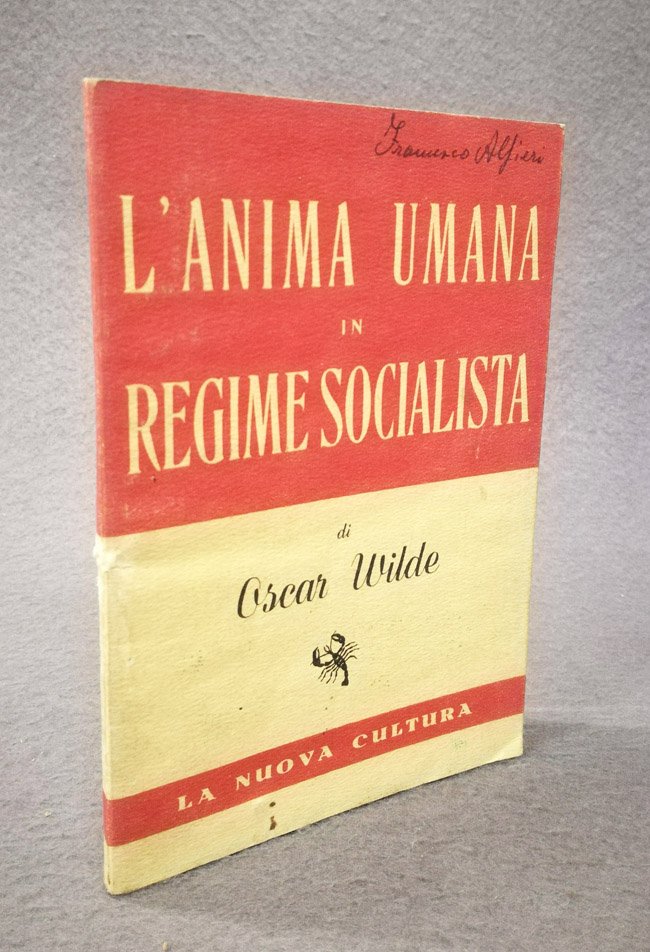 Francesco Alfieri
L'ANIMA UMANA
IN
REGIME SOCIALISTA
di
Oscar Wilde
LA NUOVA CULTURA